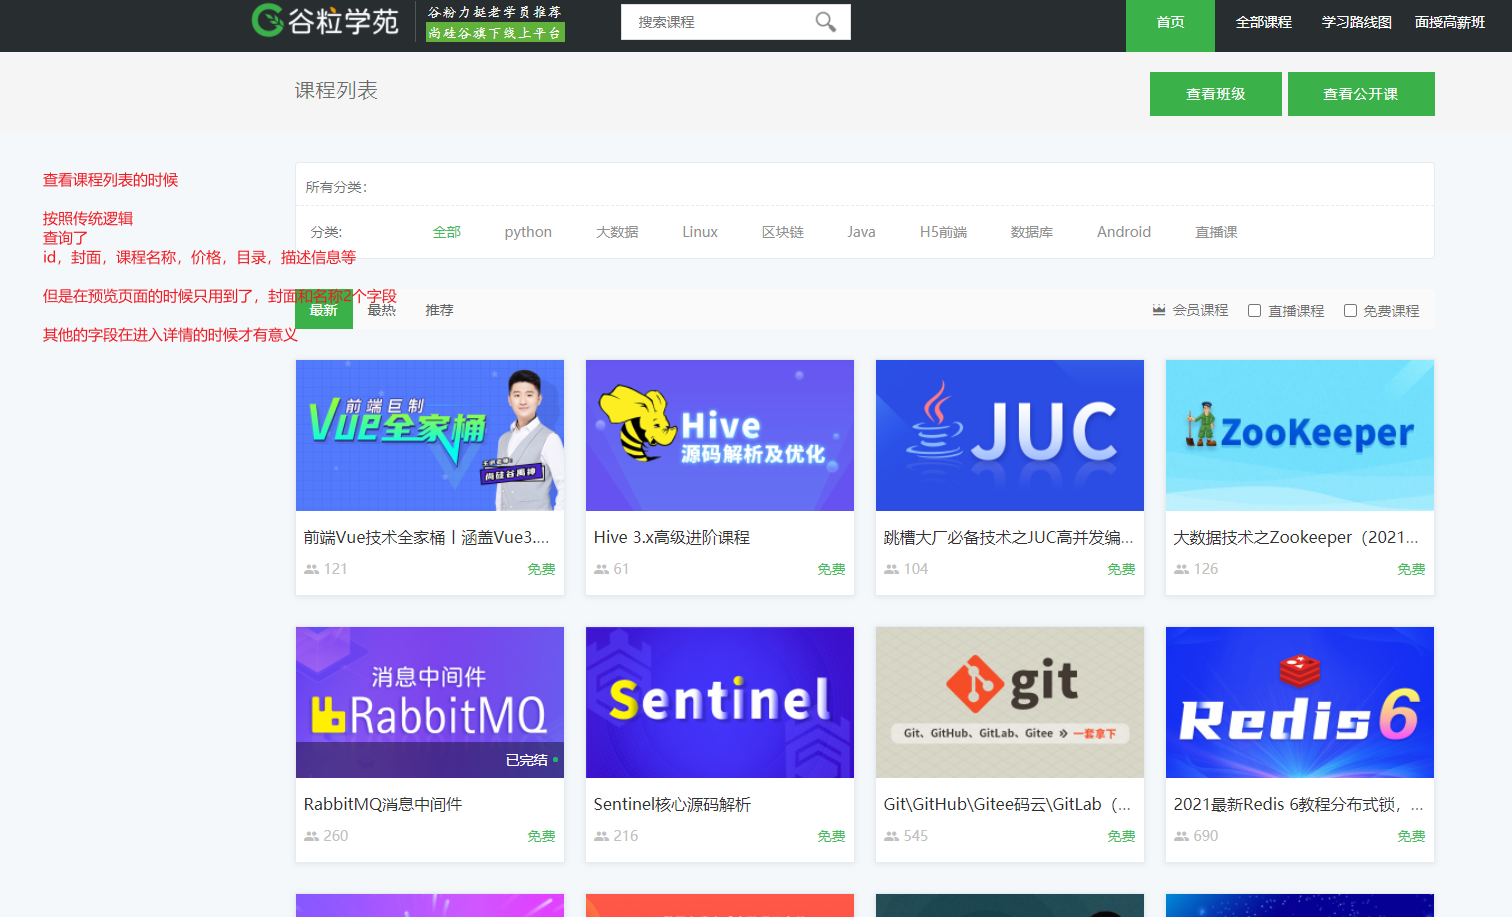 谷粒学苑
谷粉力挺老学员推荐
尚硅谷旗下线上平台
搜索课程
首页
全部课程
学习路线图
面授高薪班
课程列表
查看班级
查看公开课
查看课程列表的时候
按照传统逻辑
查询了
id，封面，课程名称，价格，目录，描述信息等
但是在预览页面的时候只用到了，封面和名称2个字段
其他的字段在进入详情的时候才有意义
所有分类：
分类: 全部 python 大数据 Linux 区块链 Java H5前端 数据库 Android 直播课
最新 最热 推荐
会员课程 直播课程 免费课程
前端巨制
Vue全家桶
尚硅谷禹神
Hive
源码解析及优化
JUC
ZooKeeper
前端Vue技术全家桶丨涵盖Vue3....
121 免费
Hive 3.x高级进阶课程
61 免费
跳槽大厂必备技术之JUC高并发编...
104 免费
大数据技术之Zookeeper（2021...
126 免费
消息中间件
RabbitMQ
已完结
Sentinel
git
Git、GitHub、GitLab、Gitee 一套拿下
Redis6
RabbitMQ消息中间件
260 免费
Sentinel核心源码解析
216 免费
Git\GitHub\Gitee码云\GitLab（...
545 免费
2021最新Redis 6教程分布式锁，...
690 免费